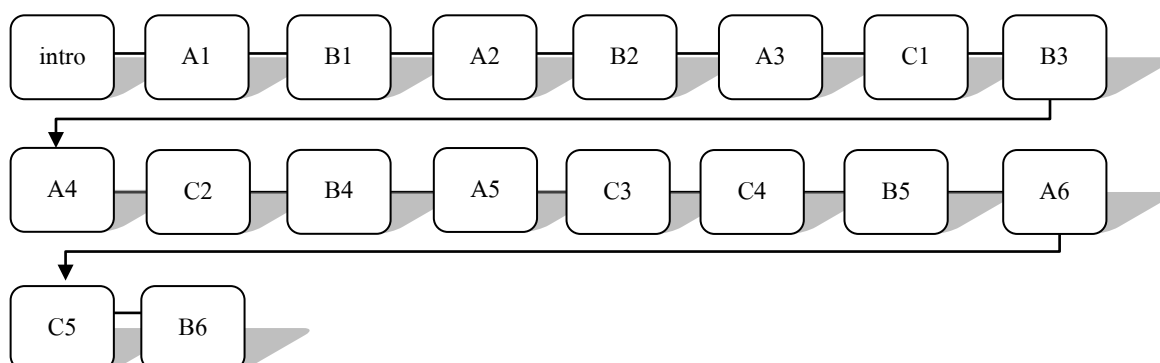 intro A1 B1 A2 B2 A3 C1 B3
A4 C2 B4 A5 C3 C4 B5 A6
C5 B6